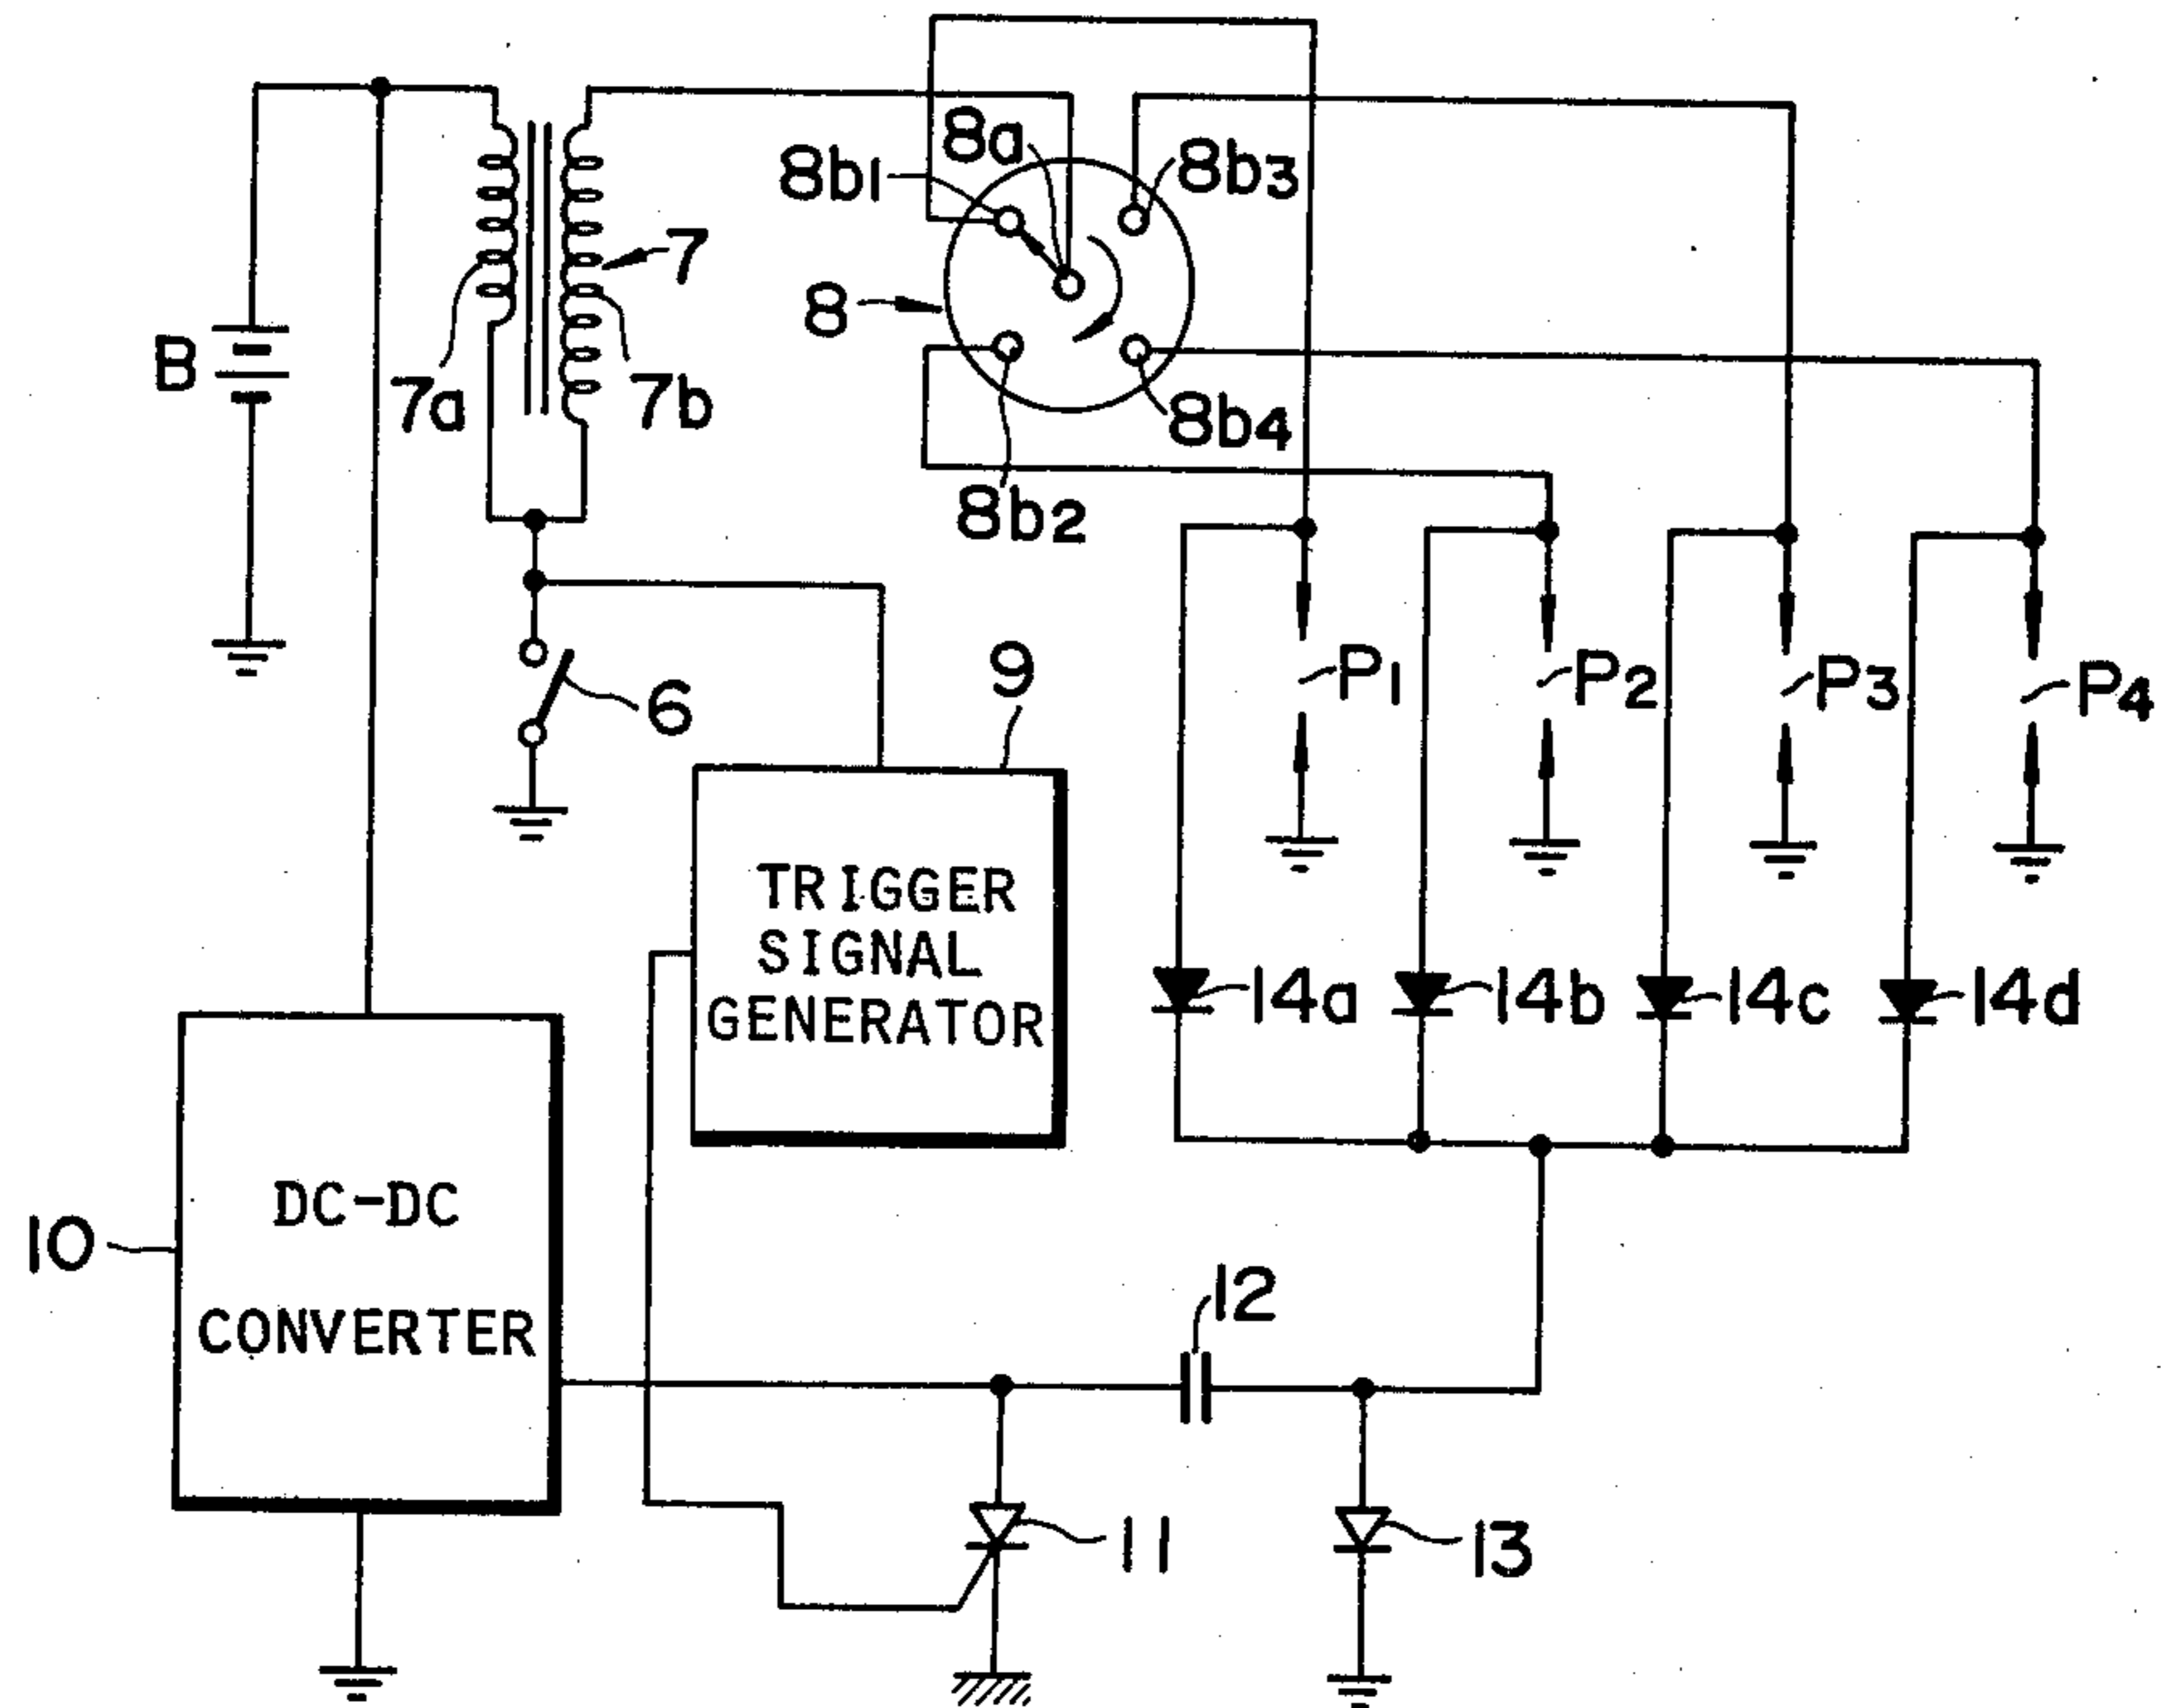 8a
8b1
8b3
7
8
B
7a
7b
8b4
8b2
6
9
P1
P2
P3
P4
TRIGGER
SIGNAL
GENERATOR
14a
14b
14c
14d
DC-DC
CONVERTER
10
12
11
13